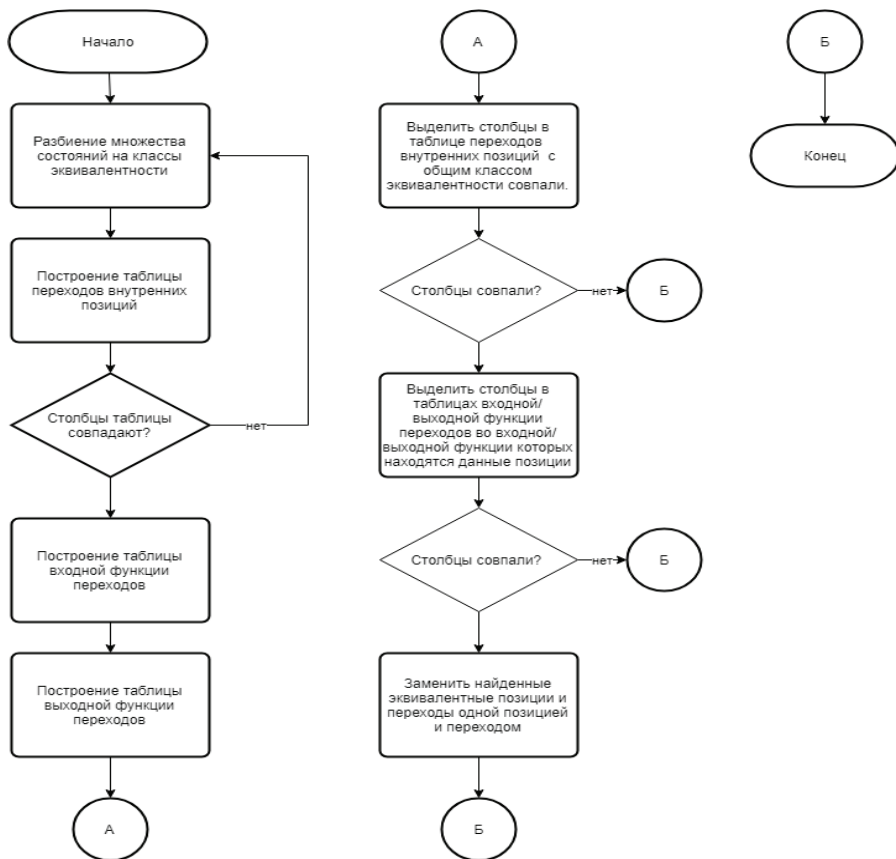 Начало
Разбиение множества
состояний на классы
эквивалентности
Построение таблицы
переходов внутренних
позиций
Столбцы таблицы
совпадают?
нет
Построение таблицы
входной функции
переходов
Построение таблицы
выходной функции
переходов
А
А
Выделить столбцы в
таблице переходов
внутренних позиций с
общим классом
эквивалентности совпали.
Столбцы совпали?
нет
Б
Выделить столбцы в
таблицах входной/
выходной функции
переходов во входной/
выходной функции которых
находятся данные позиции
Столбцы совпали?
нет
Б
Заменить найденные
эквивалентные позиции и
переходы одной позицией
и переходом
Б
Б
Конец